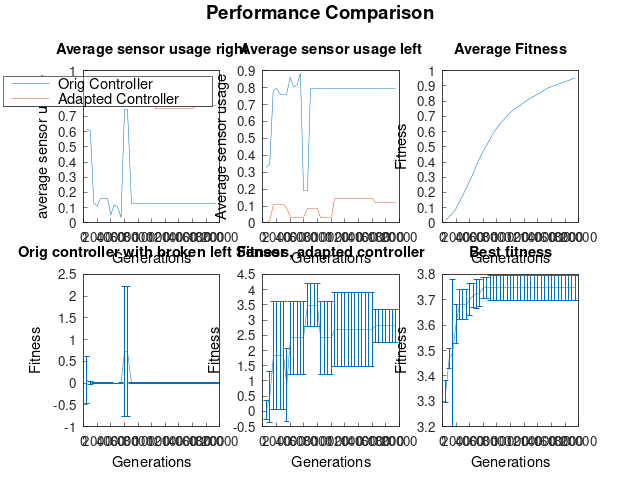 Performance Comparison
Average sensor usage right
Average sensor usage left
Average Fitness
Orig Controller
Adapted Controller
average sensor u
0.7
0.6
0.5
0.4
0.3
0.2
0.1
0
Generations
Average sensor usage
0.9
0.8
0.7
0.6
0.5
0.4
0.3
0.2
0.1
0
Generations
Fitness
1
0.9
0.8
0.7
0.6
0.5
0.4
0.3
0.2
0.1
0
Generations
Orig controller with broken left Sensor
Fitness, adapted controller
Best fitness
Fitness
2.5
2
1.5
1
0.5
0
-0.5
-1
Generations
Fitness
4.5
4
3.5
3
2.5
2
1.5
1
0.5
0
-0.5
Generations
Fitness
3.8
3.7
3.6
3.5
3.4
3.3
3.2
Generations